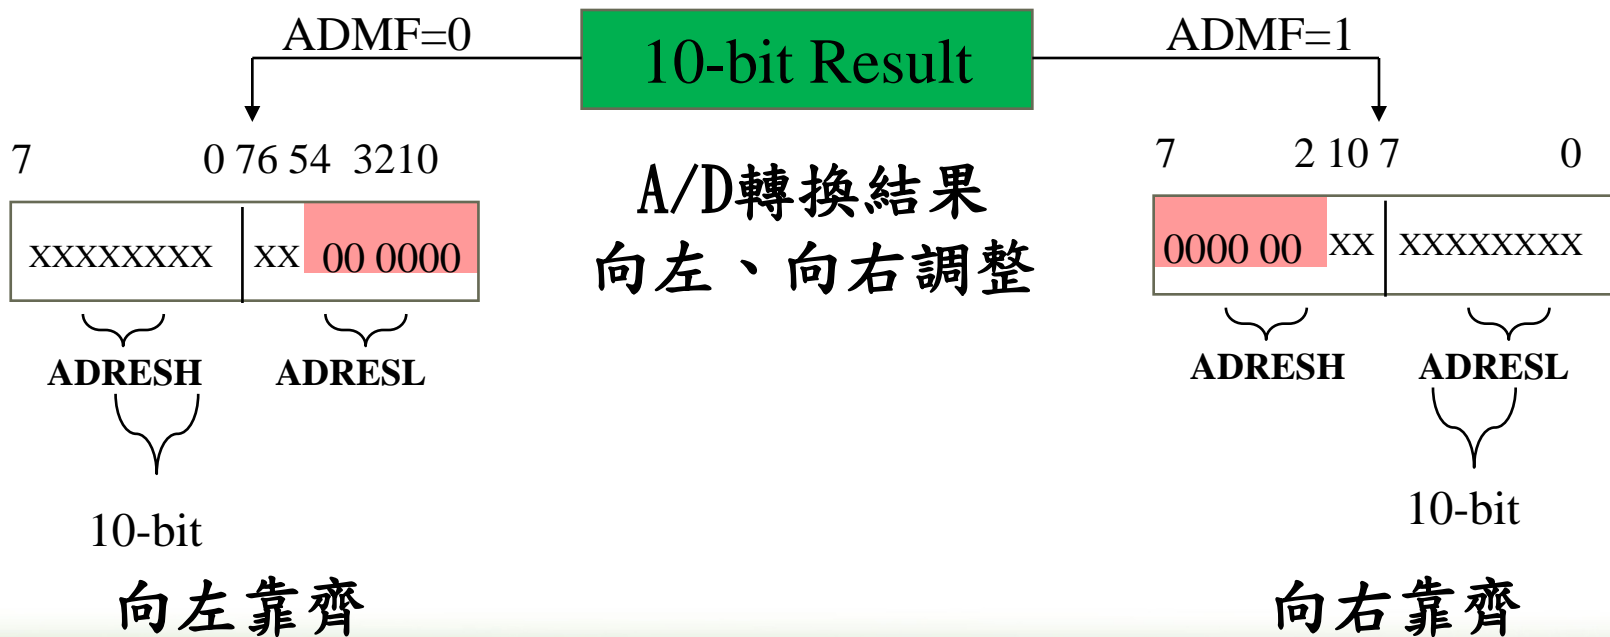 ADMF=0
10-bit Result
ADMF=1
7 0 76 54 3210
7 2 10 7 0
A/D轉換結果
向左、向右調整
XXXXXXXX XX 00 0000
0000 00 XX XXXXXXXX
ADRESH ADRESL
ADRESH ADRESL
10-bit
10-bit
向左靠齊
向右靠齊